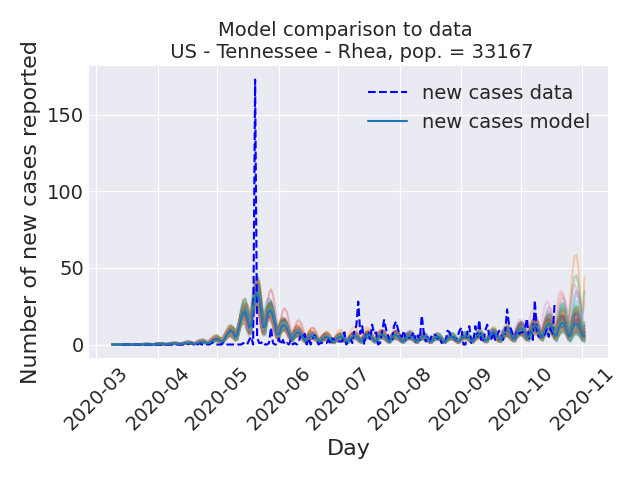 Model comparison to data
US - Tennessee - Rhea, pop. = 33167
Number of new cases reported
150
100
50
0
new cases data
new cases model
2020-03
2020-04
2020-05
2020-06
2020-07
2020-08
2020-09
2020-10
2020-11
Day